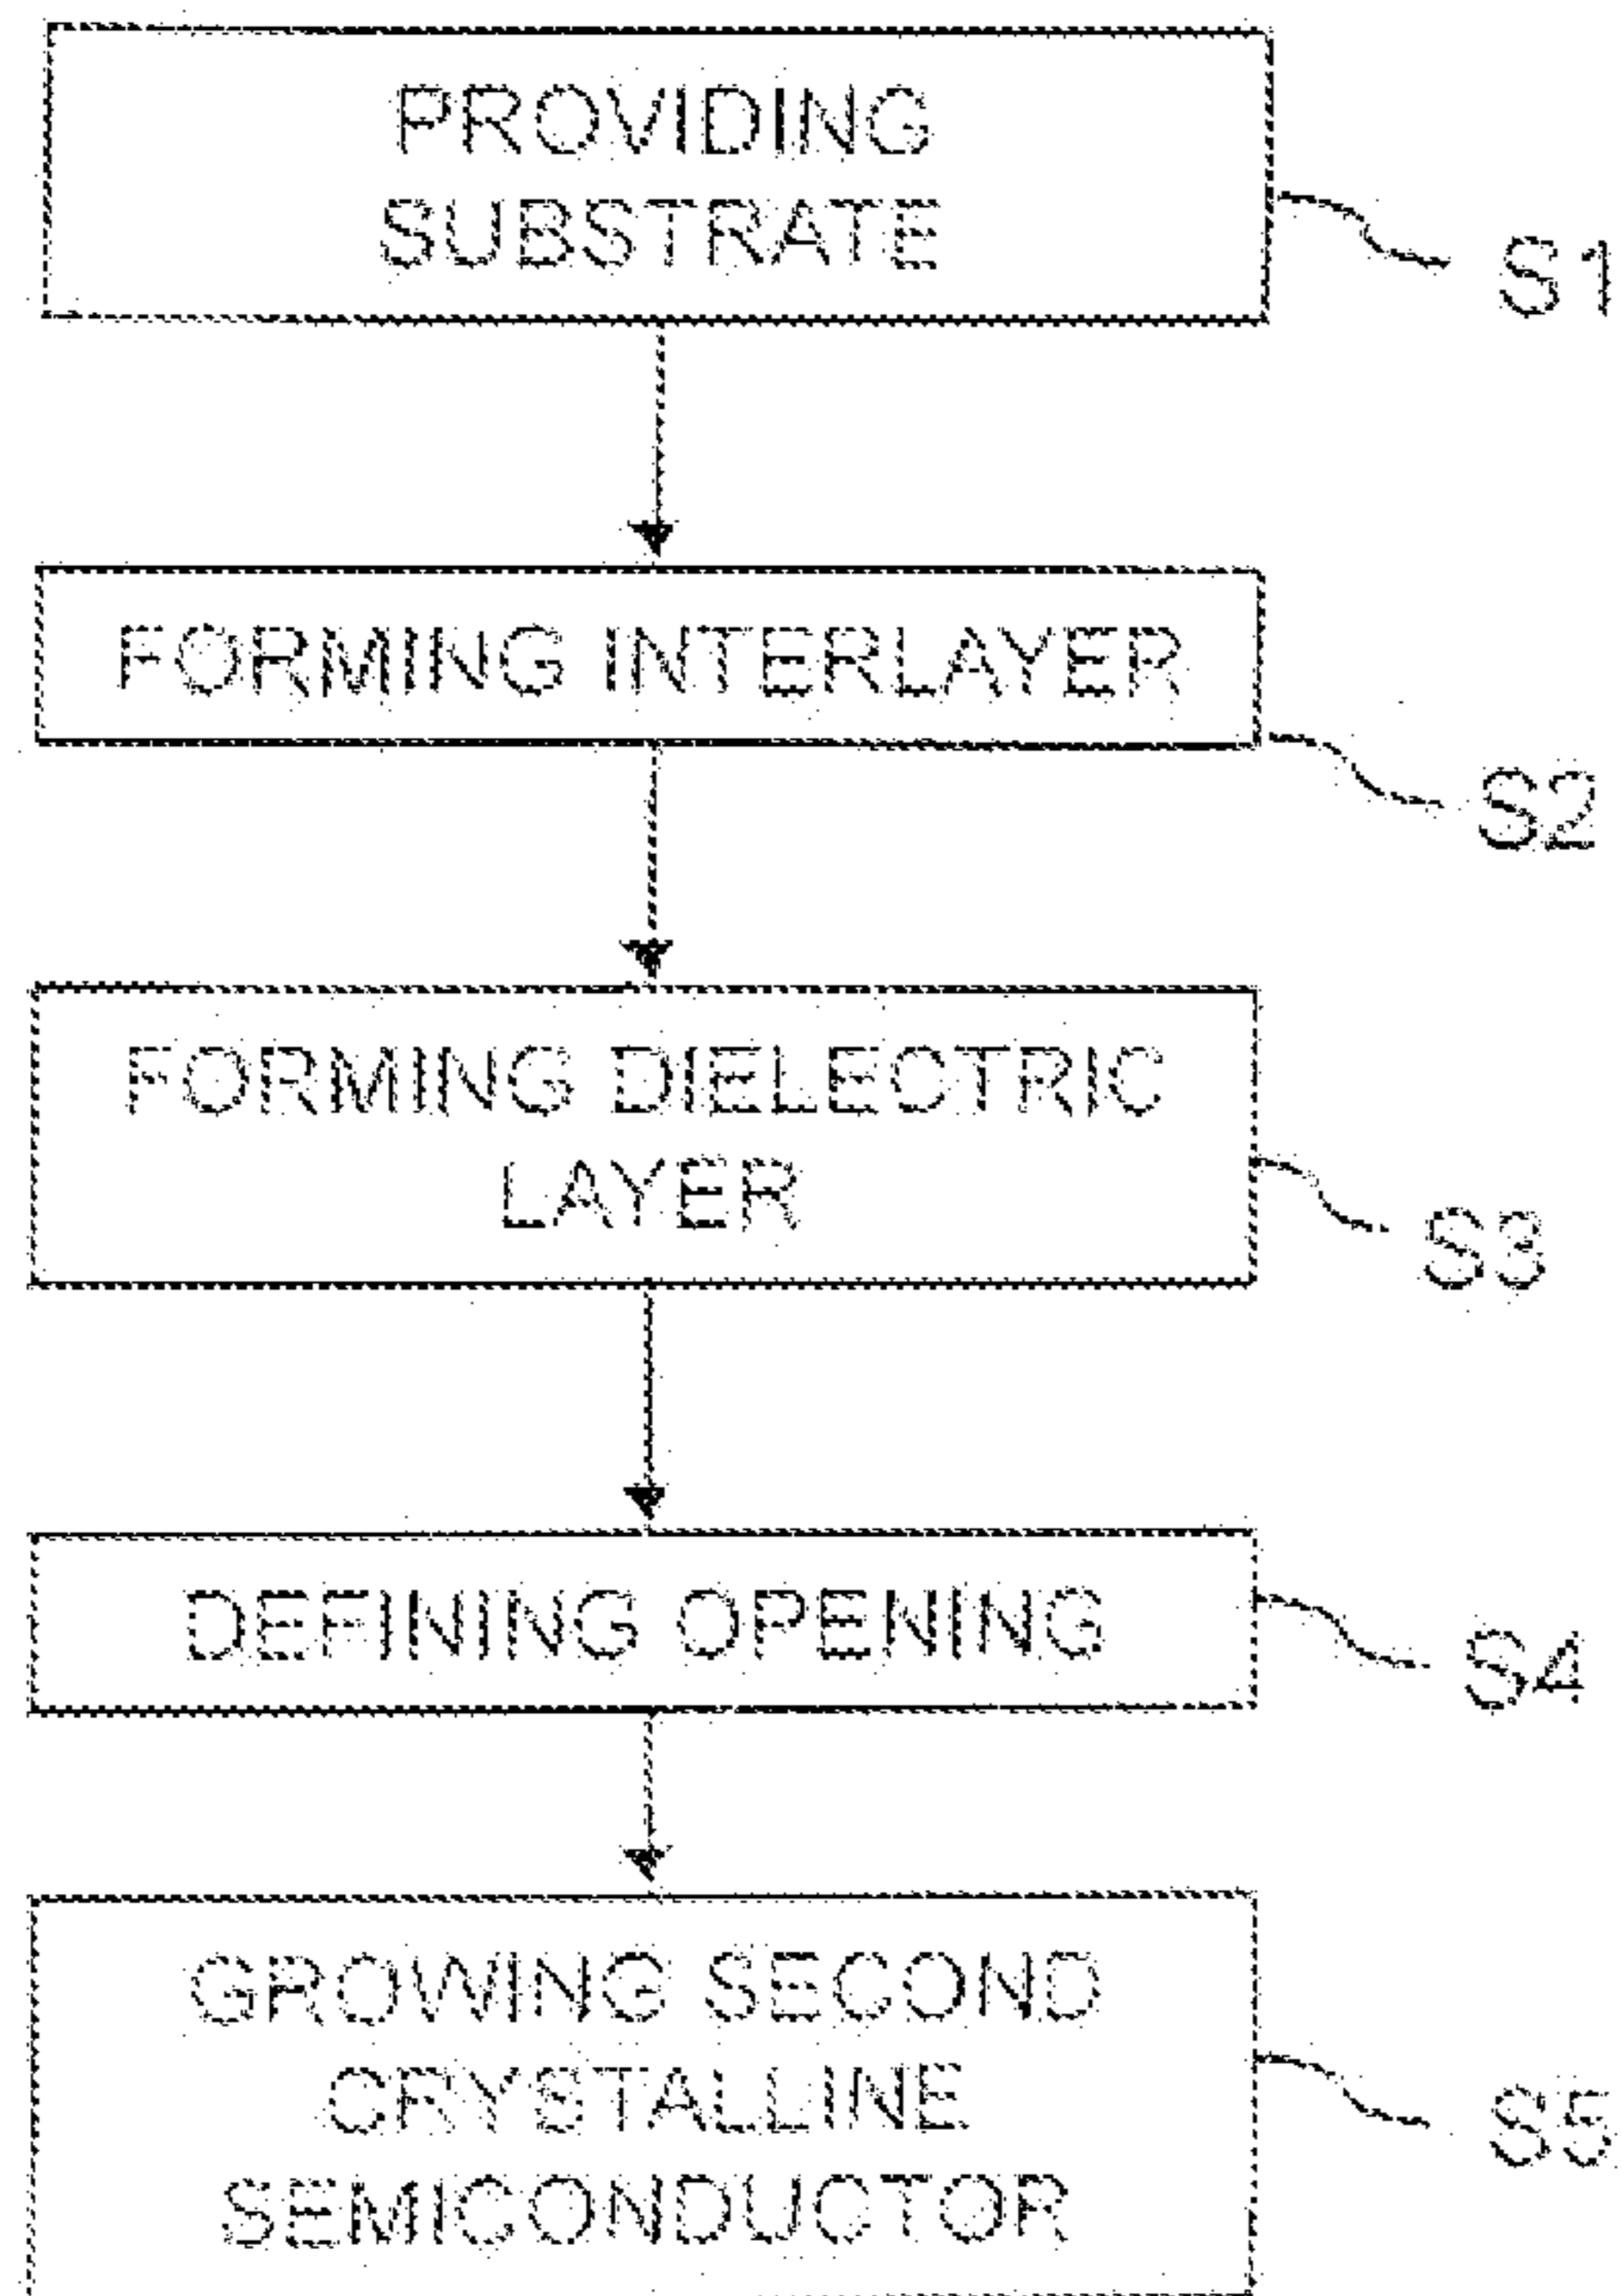 PROVIDING
SUBSTRATE
S1
FORMING INTERLAYER
S2
FORMING DIELECTRIC
LAYER
S3
DEFINING OPENING
S4
GROWING SECOND
CRYSTALLINE
SEMICONDUCTOR
S5